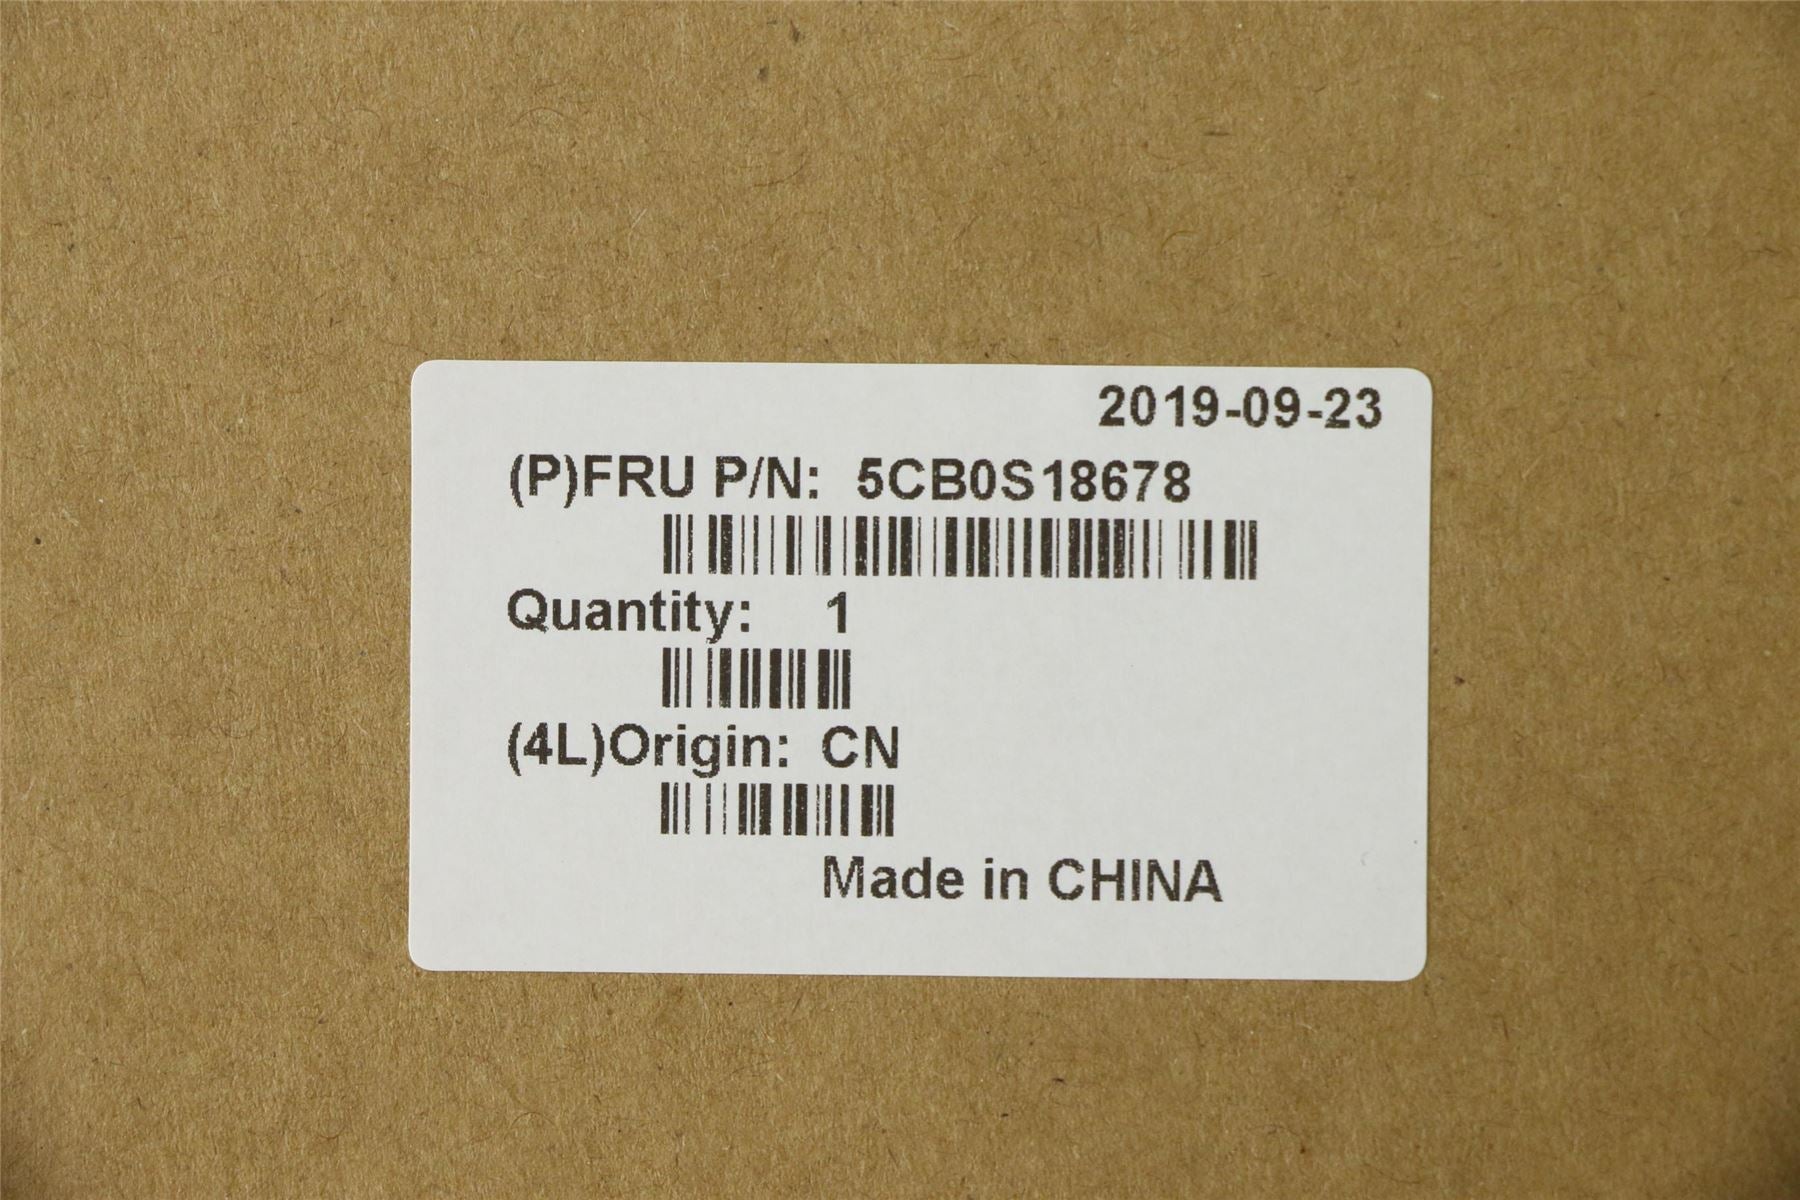 2019-09-23
(P)FRU P/N: 5CB0S18678
Quantity: 1
(4L)Origin: CN
Made in CHINA